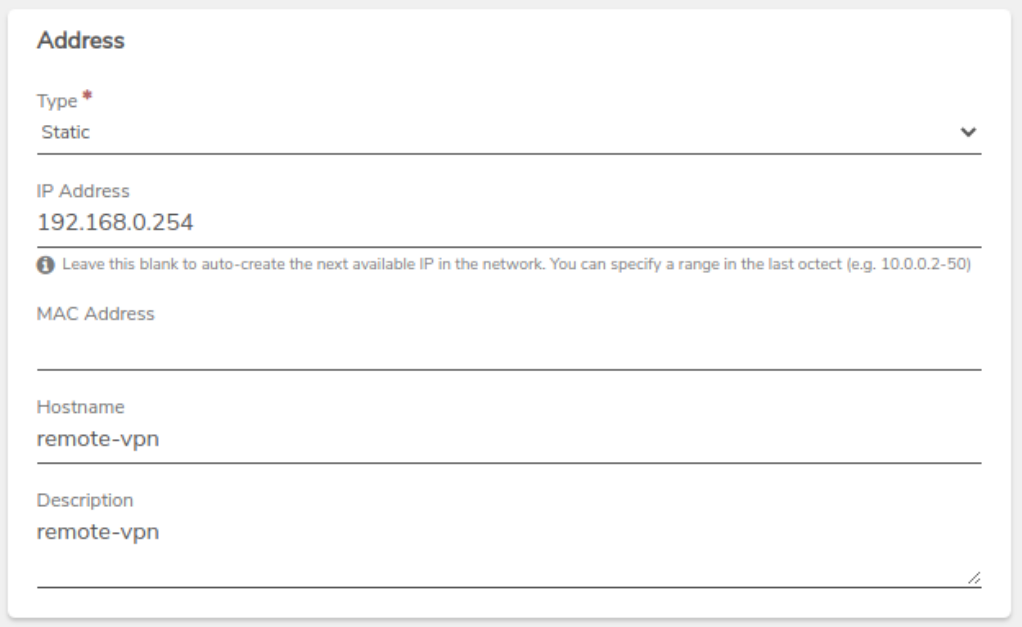 Address
Type *
Static
IP Address
192.168.0.254
Leave this blank to auto-create the next available IP in the network. You can specify a range in the last octect (e.g. 10.0.0.2-50)
MAC Address
Hostname
remote-vpn
Description
remote-vpn